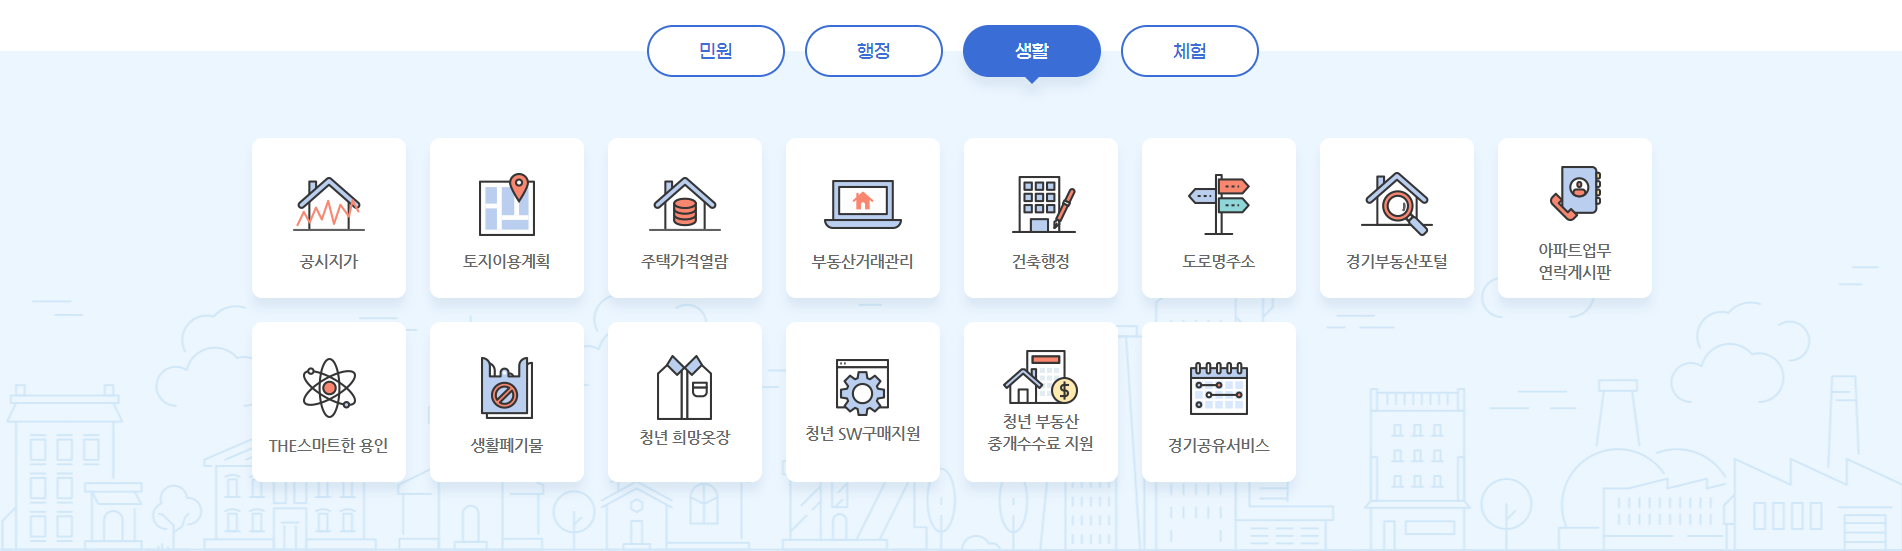 민원
행정
생활
체험
공시지가
토지이용계획
주택가격열람
부동산거래관리
건축행정
도로명주소
경기부동산포털
아파트업무
연락게시판
THE스마트한 용인
생활폐기물
청년 희망옷장
청년 SW구매지원
청년 부동산
중개수수료 지원
경기공유서비스